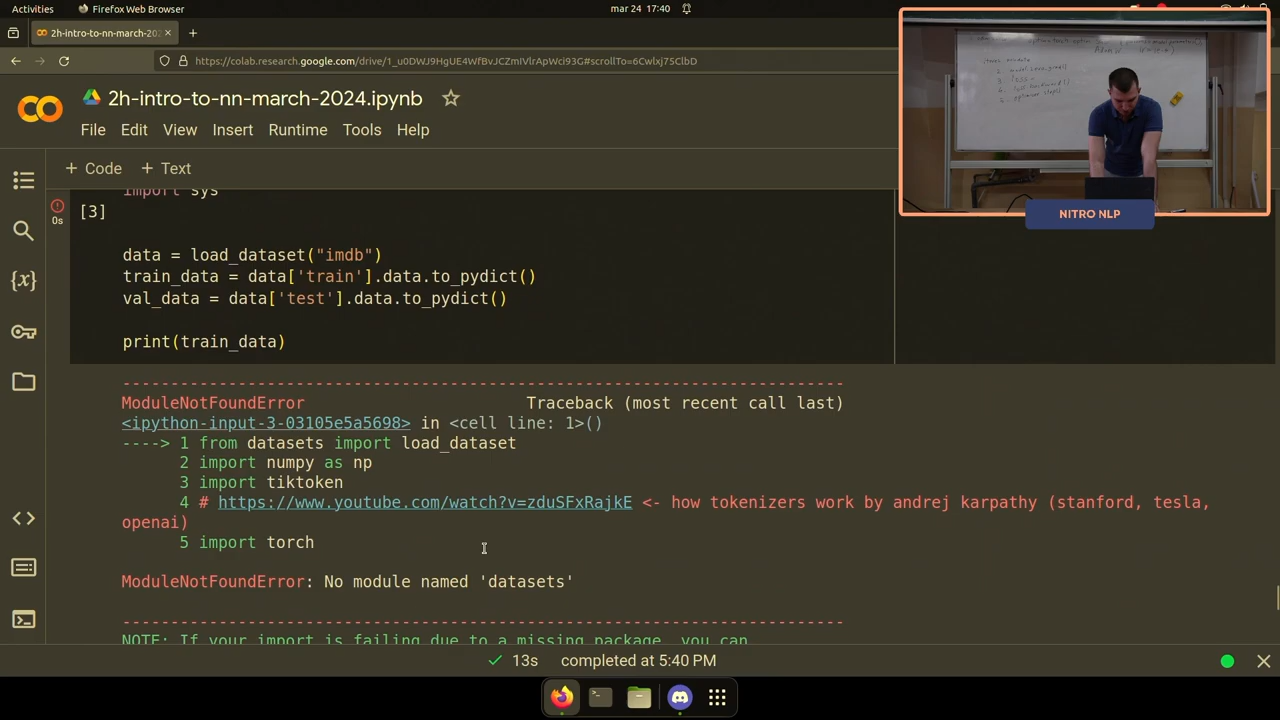 Activities
Firefox Web Browser
mar 24 17:40
2h-intro-to-nn-march-202
https://colab.research.google.com/drive/1_u0DWJ9HgUE4WfBvJCZmIVlrApWci93G#scrollTo=6Cwlxj75ClbD
2h-intro-to-nn-march-2024.ipynb
File Edit View Insert Runtime Tools Help
+ Code + Text
import sys
[3]
0s
data = load_dataset("imdb")
train_data = data['train'].data.to_pydict()
val_data = data['test'].data.to_pydict()
print(train_data)
---------------------------------------------------------------------------
ModuleNotFoundError Traceback (most recent call last)
<ipython-input-3-03105e5a5698> in <cell line: 1>()
----> 1 from datasets import load_dataset
2 import numpy as np
3 import tiktoken
4 # https://www.youtube.com/watch?v=zduSFxRajkE <- how tokenizers work by andrej karpathy (stanford, tesla,
openai)
5 import torch
ModuleNotFoundError: No module named 'datasets'
---------------------------------------------------------------------------
NOTE: If your import is failing due to a missing package, you can
13s completed at 5:40 PM
NITRO NLP